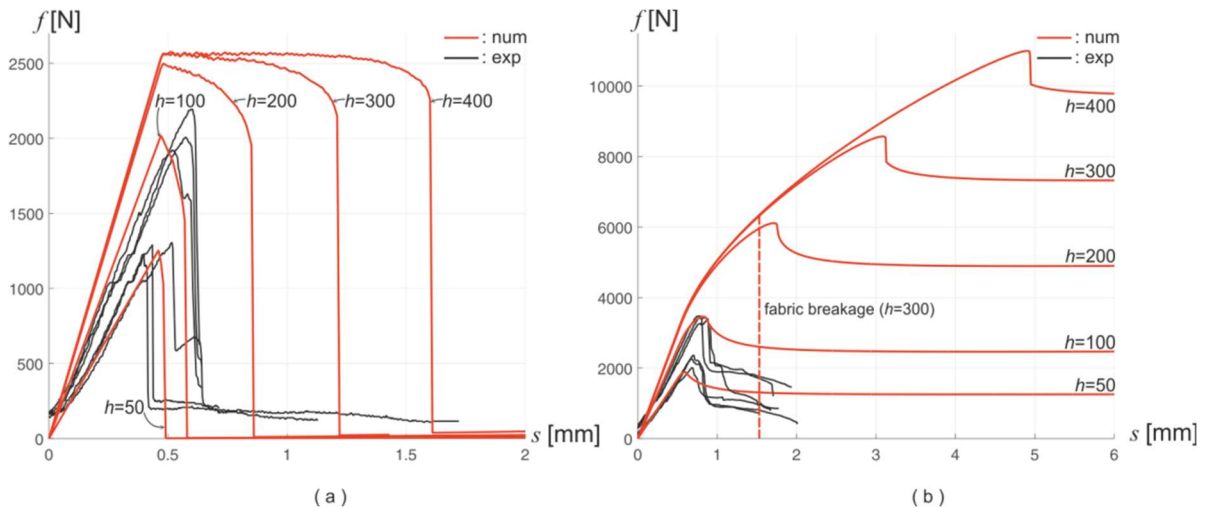 f[N]
: num
: exp
2500
2000
1500
1000
500
0
h=100
h=200
h=300
h=400
h=50
0
0.5
1
1.5
2
s [mm]
( a )
f[N]
: num
: exp
10000
8000
6000
4000
2000
0
h=400
h=300
h=200
fabric breakage (h=300)
h=100
h=50
0
1
2
3
4
5
6
s [mm]
( b )